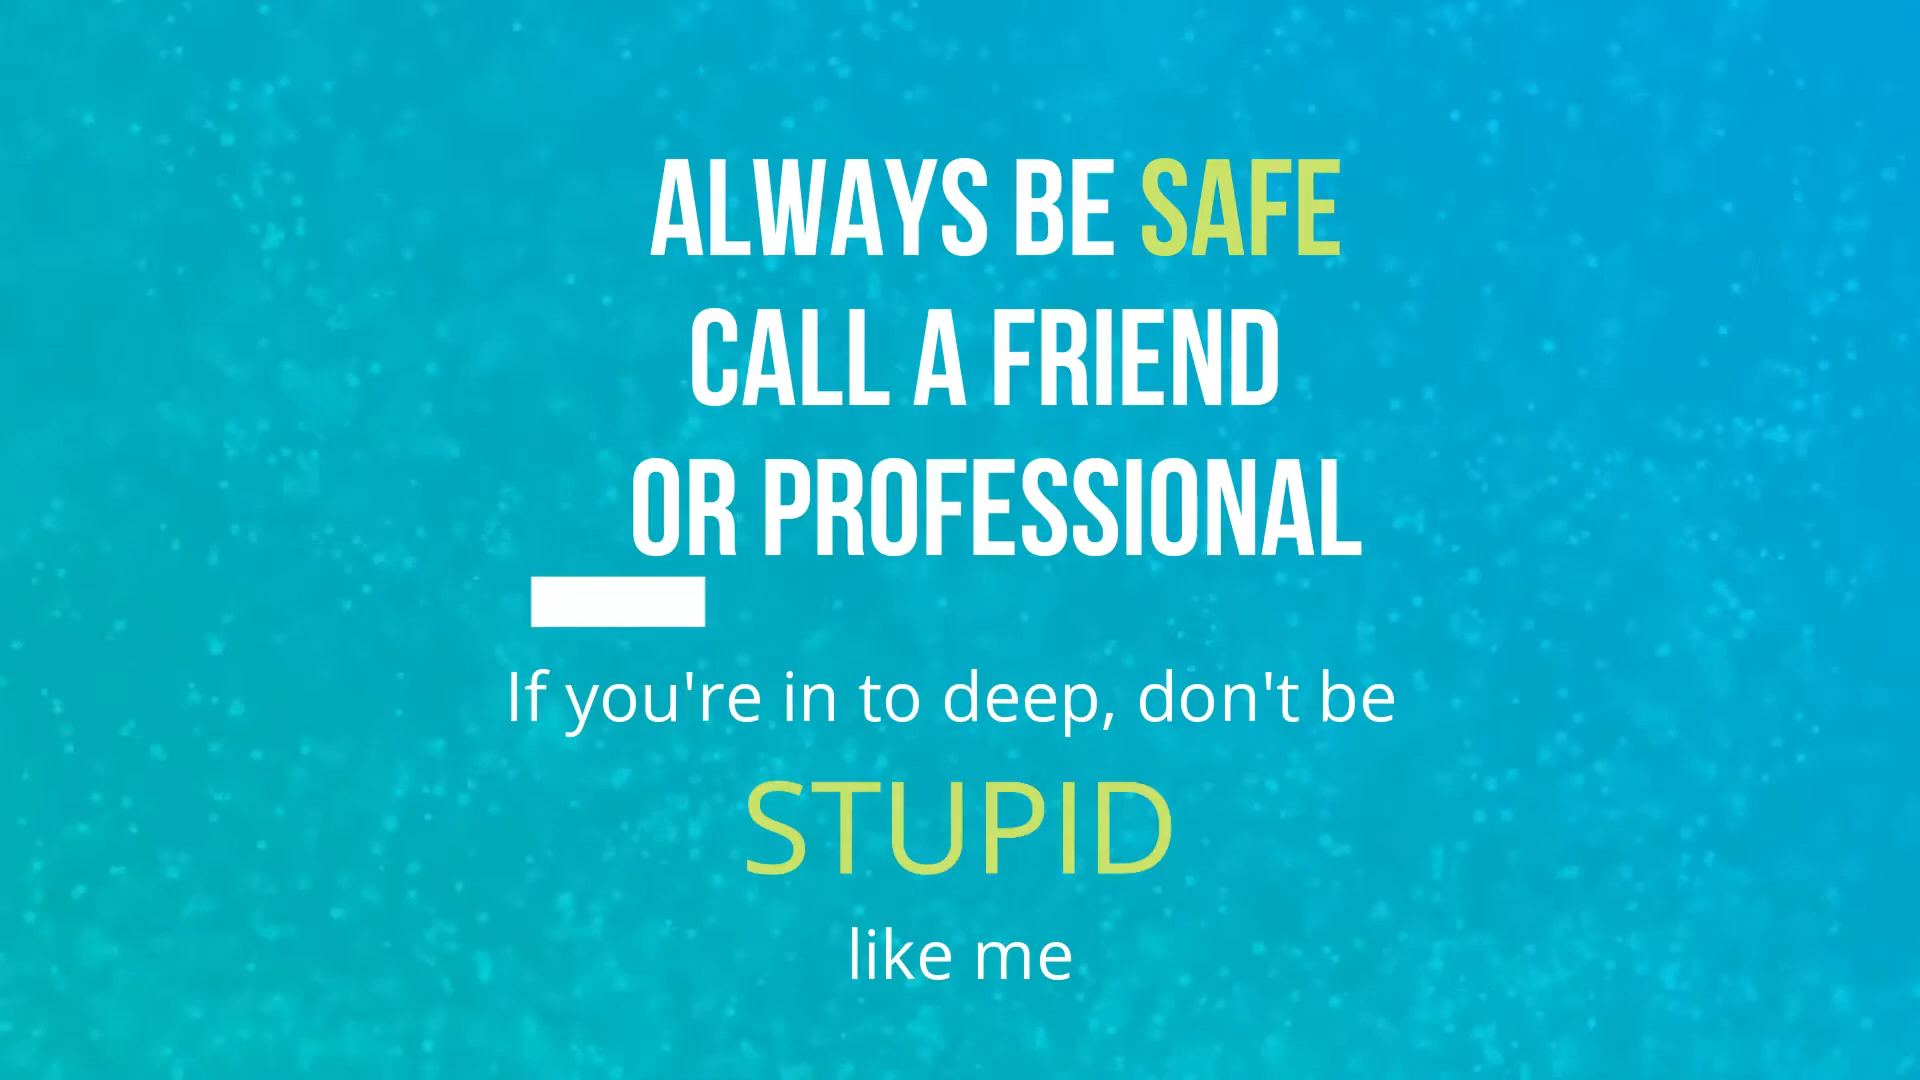 ALWAYS BE SAFE
CALL A FRIEND
OR PROFESSIONAL
If you're in to deep, don't be
STUPID
like me